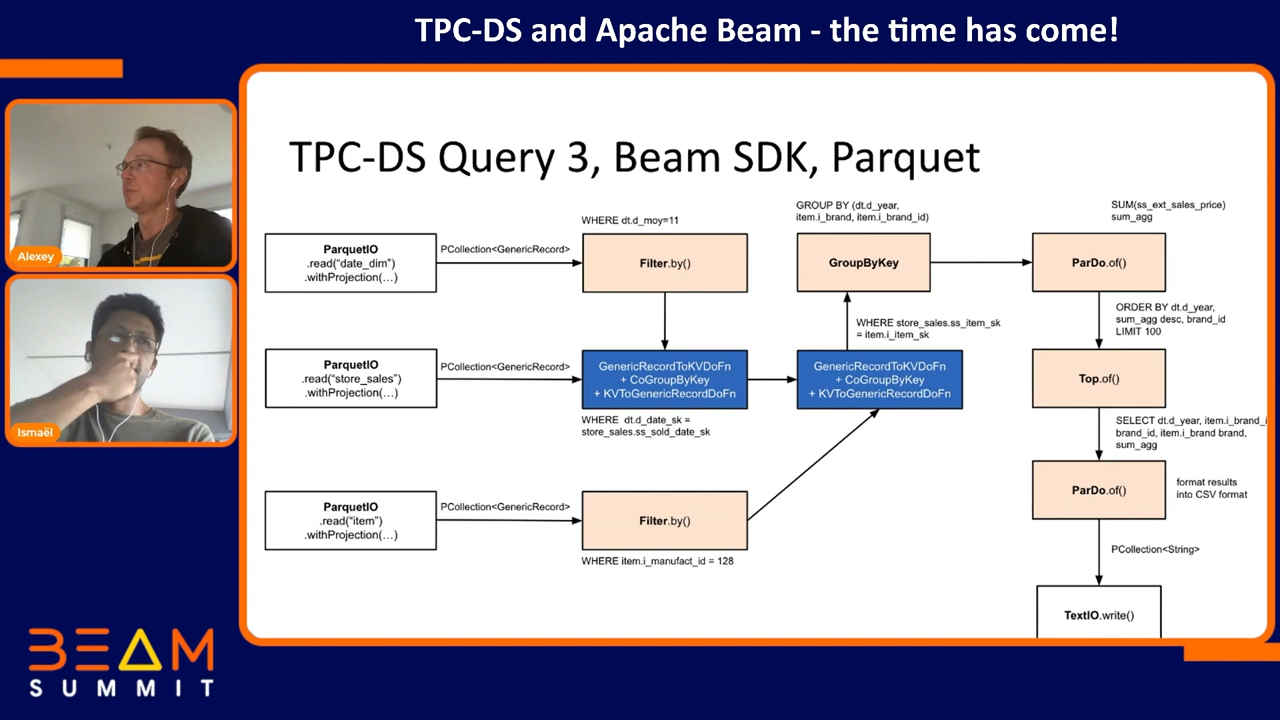 TPC-DS and Apache Beam - the time has come!
Alexey
Ismaël
BEAM
SUMMIT
TPC-DS Query 3, Beam SDK, Parquet
ParquetIO
.read("date_dim")
.withProjection(...)
PCollection<GenericRecord>
WHERE dt.d_moy=11
Filter.by()
GROUP BY (dt.d_year,
item.i_brand, item.i_brand_id)
GroupByKey
SUM(ss_ext_sales_price)
sum_agg
ParDo.of()
ParquetIO
.read("store_sales")
.withProjection(...)
PCollection<GenericRecord>
GenericRecordToKVDoFn
+ CoGroupByKey
+ KVToGenericRecordDoFn
WHERE dt.d_date_sk =
store_sales.ss_sold_date_sk
WHERE store_sales.ss_item_sk
= item.i_item_sk
GenericRecordToKVDoFn
+ CoGroupByKey
+ KVToGenericRecordDoFn
ORDER BY dt.d_year,
sum_agg desc, brand_id
LIMIT 100
Top.of()
SELECT dt.d_year, item.i_brand_i
brand_id, item.i_brand brand,
sum_agg
ParquetIO
.read("item")
.withProjection(...)
PCollection<GenericRecord>
Filter.by()
WHERE item.i_manufact_id = 128
ParDo.of()
format results
into CSV format
PCollection<String>
TextIO.write()